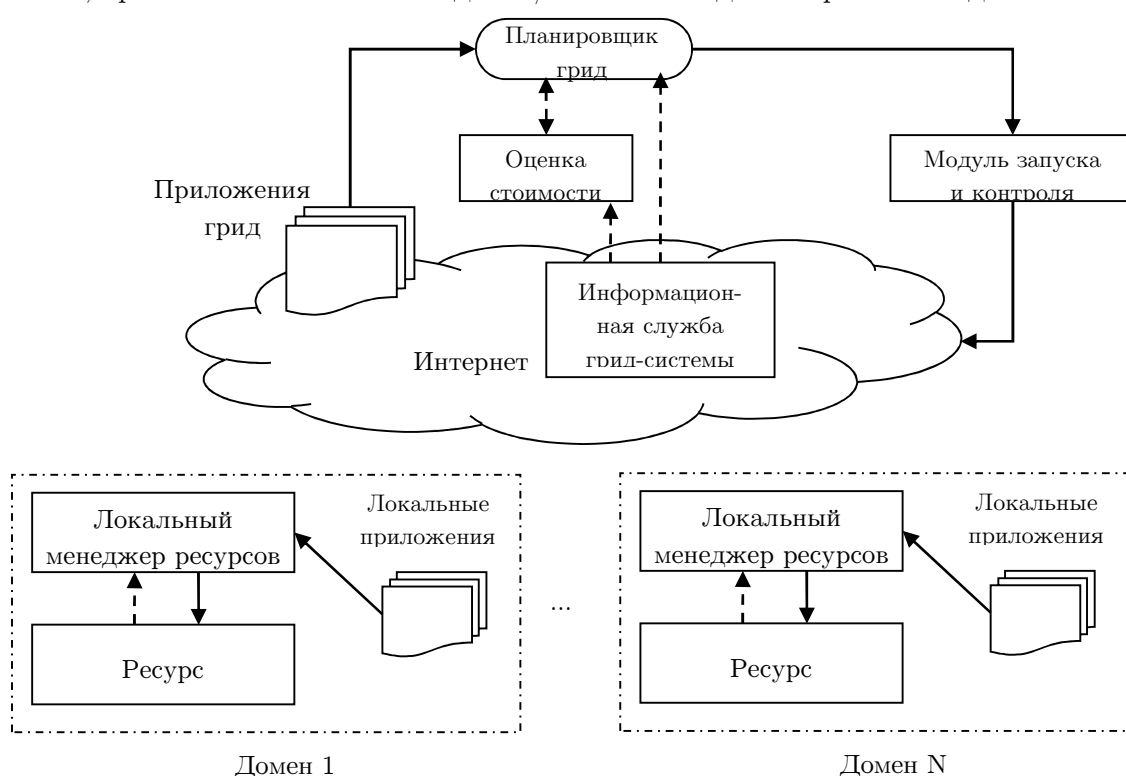 Планировщик
грид
Оценка
стоимости
Модуль запуска
и контроля
Приложения
грид
Информацион-
ная служба
грид-системы
Интернет
Локальный
менеджер ресурсов
Локальные
приложения
Ресурс
...
Локальный
менеджер ресурсов
Локальные
приложения
Ресурс
Домен 1
Домен N